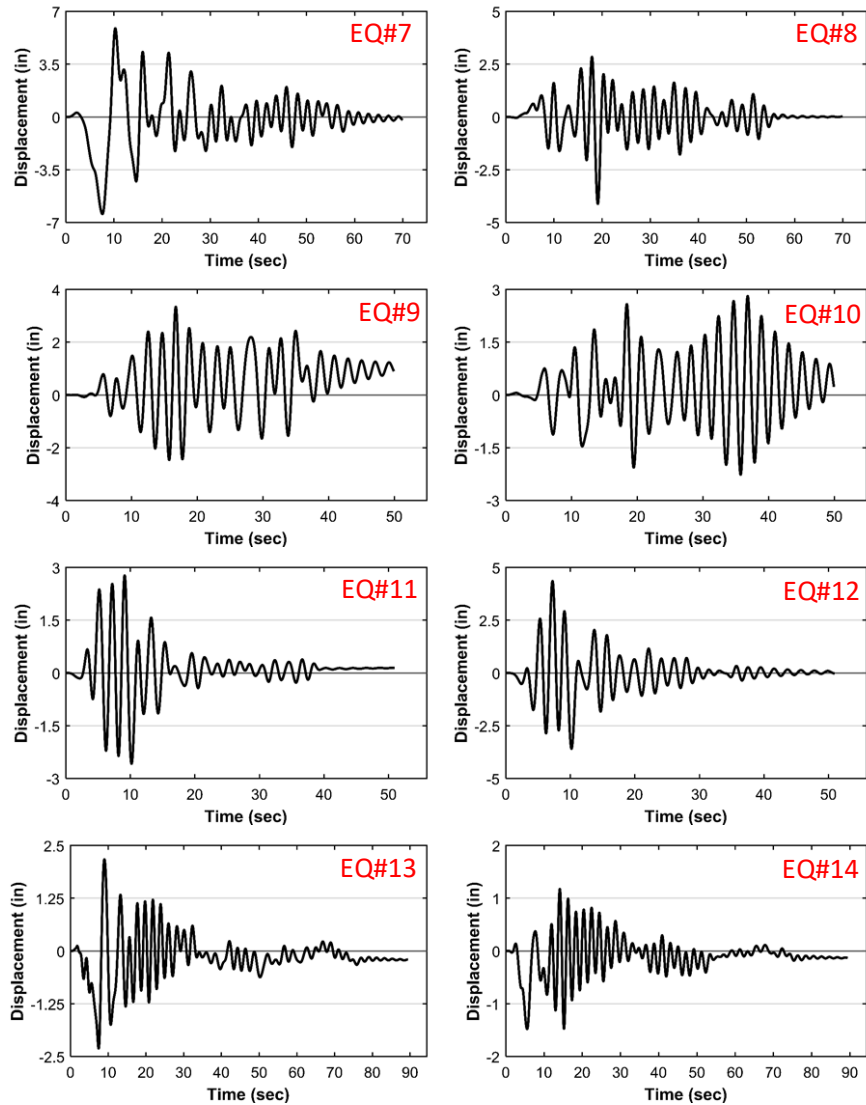 EQ#7
Displacement (in)
7
3.5
0
-3.5
-7
0 10 20 30 40 50 60 70
Time (sec)
EQ#8
Displacement (in)
5
2.5
0
-2.5
-5
0 10 20 30 40 50 60 70
Time (sec)
EQ#9
Displacement (in)
4
2
0
-2
-4
0 10 20 30 40 50
Time (sec)
EQ#10
Displacement (in)
3
1.5
0
-1.5
-3
0 10 20 30 40 50
Time (sec)
EQ#11
Displacement (in)
3
1.5
0
-1.5
-3
0 10 20 30 40 50
Time (sec)
EQ#12
Displacement (in)
5
2.5
0
-2.5
-5
0 10 20 30 40 50
Time (sec)
EQ#13
Displacement (in)
2.5
1.25
0
-1.25
-2.5
0 10 20 30 40 50 60 70 80 90
Time (sec)
EQ#14
Displacement (in)
2
1
0
-1
-2
0 10 20 30 40 50 60 70 80 90
Time (sec)